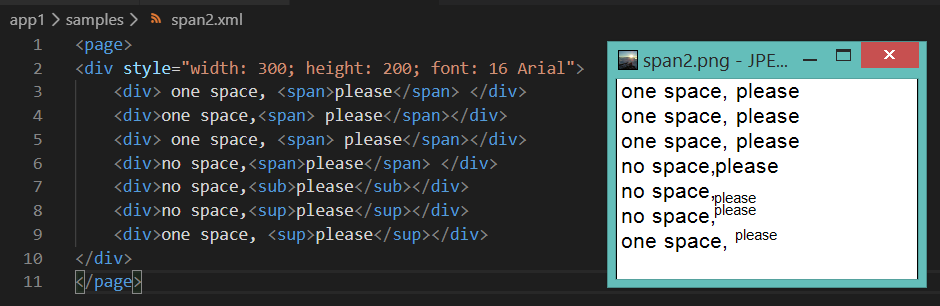 app1 > samples > span2.xml
1 <page>
2 <div style="width: 300; height: 200; font: 16 Arial">
3 <div> one space, <span>please</span> </div>
4 <div>one space,<span> please</span></div>
5 <div> one space, <span> please</span></div>
6 <div>no space,<span>please</span> </div>
7 <div>no space,<sub>please</sub></div>
8 <div>no space,<sup>please</sup></div>
9 <div>one space, <sup>please</sup></div>
10 </div>
11 </page>
span2.png - JPE...
one space, please
one space, please
one space, please
no space,please
no space,please
no space,please
one space, please